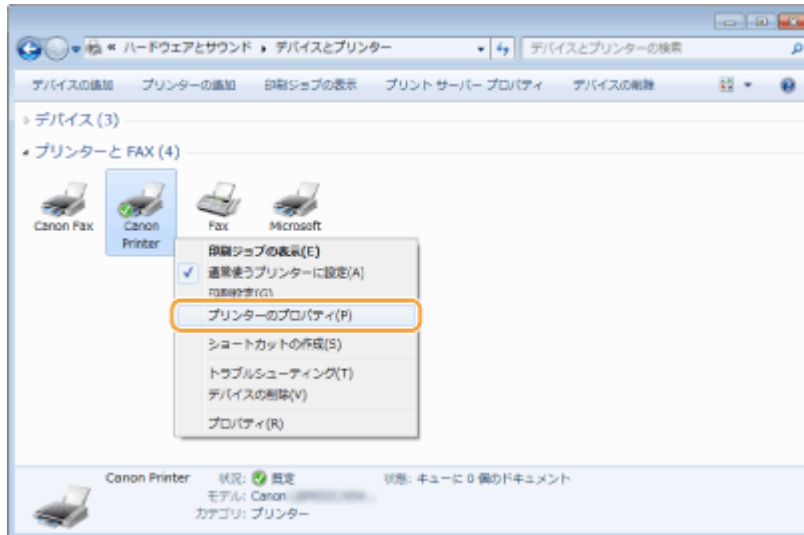 « ハードウェアとサウンド ▸ デバイスとプリンター
デバイスとプリンターの検索
デバイスの追加 プリンターの追加 印刷ジョブの表示 プリント サーバー プロパティ デバイスの削除
デバイス (3)
プリンターと FAX (4)
Canon Fax
Canon Printer
Fax
Microsoft
印刷ジョブの表示(E)
通常使うプリンターに設定(A)
印刷設定(G)
プリンターのプロパティ(P)
ショートカットの作成(S)
トラブルシューティング(T)
デバイスの削除(V)
プロパティ(R)
Canon Printer 状況: 既定 状態: キューに 0 個のドキュメント
モデル: Canon
カテゴリ: プリンター